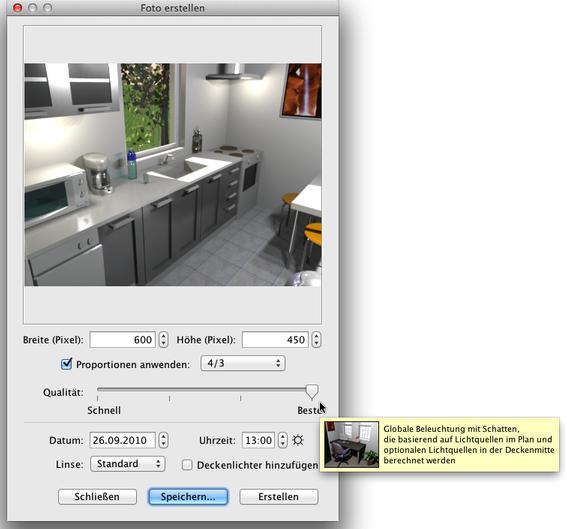 Foto erstellen
Breite (Pixel): 600 Höhe (Pixel): 450
Proportionen anwenden: 4/3
Qualität:
Schnell Beste
Globale Beleuchtung mit Schatten,
die basierend auf Lichtquellen im Plan und
optionalen Lichtquellen in der Deckenmitte
berechnet werden
Datum: 26.09.2010 Uhrzeit: 13:00
Linse: Standard Deckenlichter hinzufügen
Schließen Speichern... Erstellen